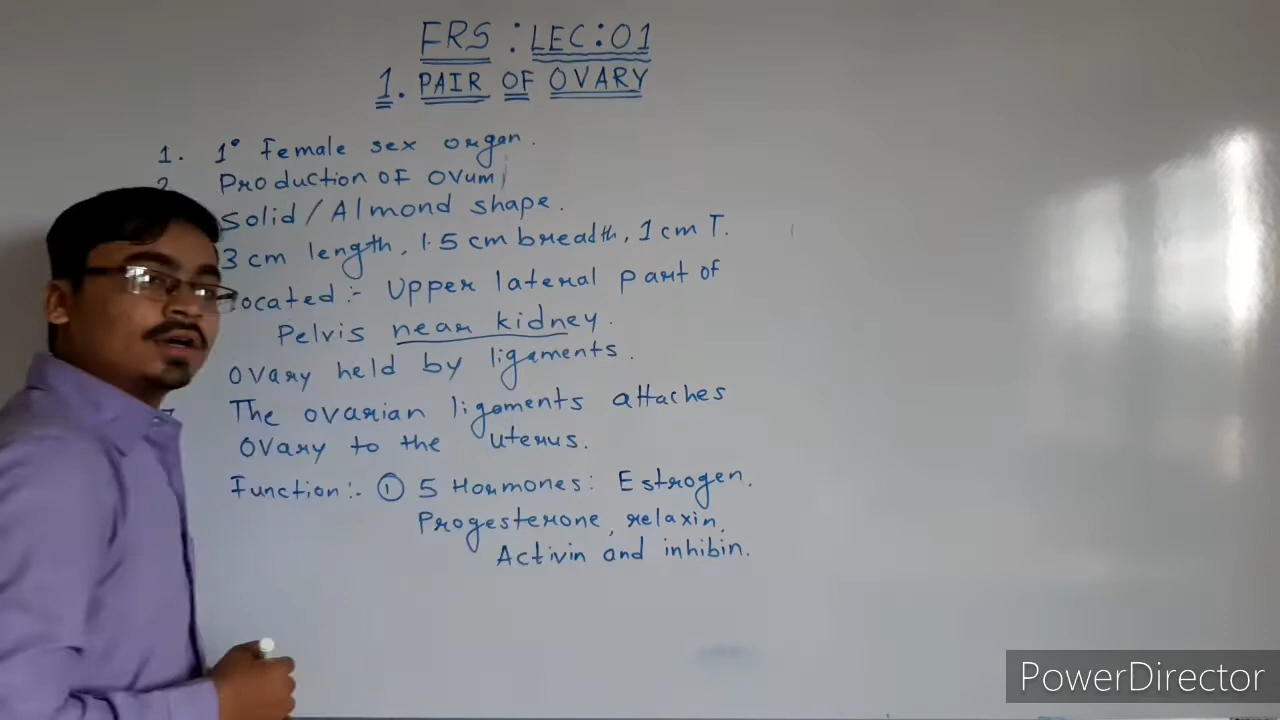 FRS : LEC:01
1. PAIR OF OVARY
1. 1° Female sex organ.
2. Production OF Ovum
Solid / Almond shape.
3 cm length, 1.5 cm breadth, 1 cm T.
located :- Upper lateral part of
Pelvis near kidney.
Ovary held by ligaments.
7 The ovarian ligaments attaches
Ovary to the uterus.
Function :- ① 5 Hormones : Estrogen.
Progesterone, relaxin,
Activin and inhibin.
PowerDirector